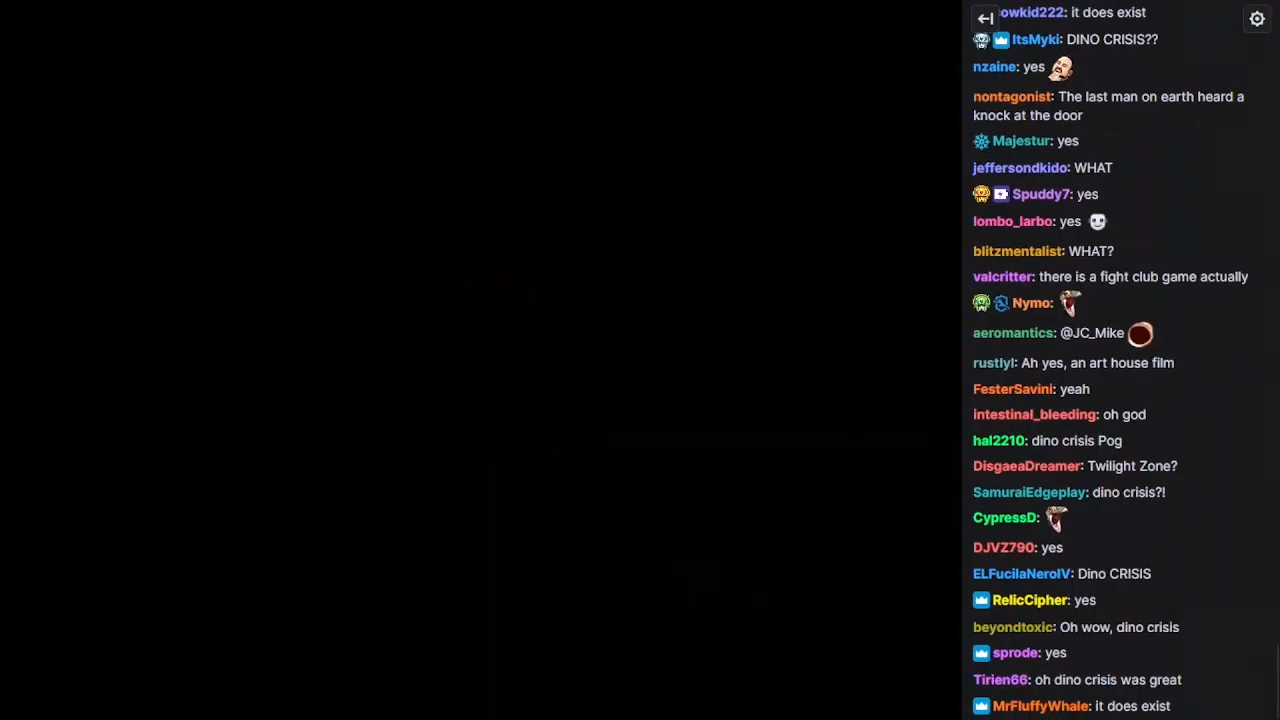 owkid222: it does exist
ItsMyki: DINO CRISIS??
nzaine: yes
nontagonist: The last man on earth heard a
knock at the door
Majestur: yes
jeffersondkido: WHAT
Spuddy7: yes
lombo_larbo: yes
blitzmentalist: WHAT?
valcritter: there is a fight club game actually
Nymo:
aeromantics: @JC_Mike
rustlyl: Ah yes, an art house film
FesterSavini: yeah
intestinal_bleeding: oh god
hal2210: dino crisis Pog
DisgaeaDreamer: Twilight Zone?
SamuraiEdgeplay: dino crisis?!
CypressD:
DJVZ790: yes
ELFucilaNeroIV: Dino CRISIS
RelicCipher: yes
beyondtoxic: Oh wow, dino crisis
sprode: yes
Tirien66: oh dino crisis was great
MrFluffyWhale: it does exist